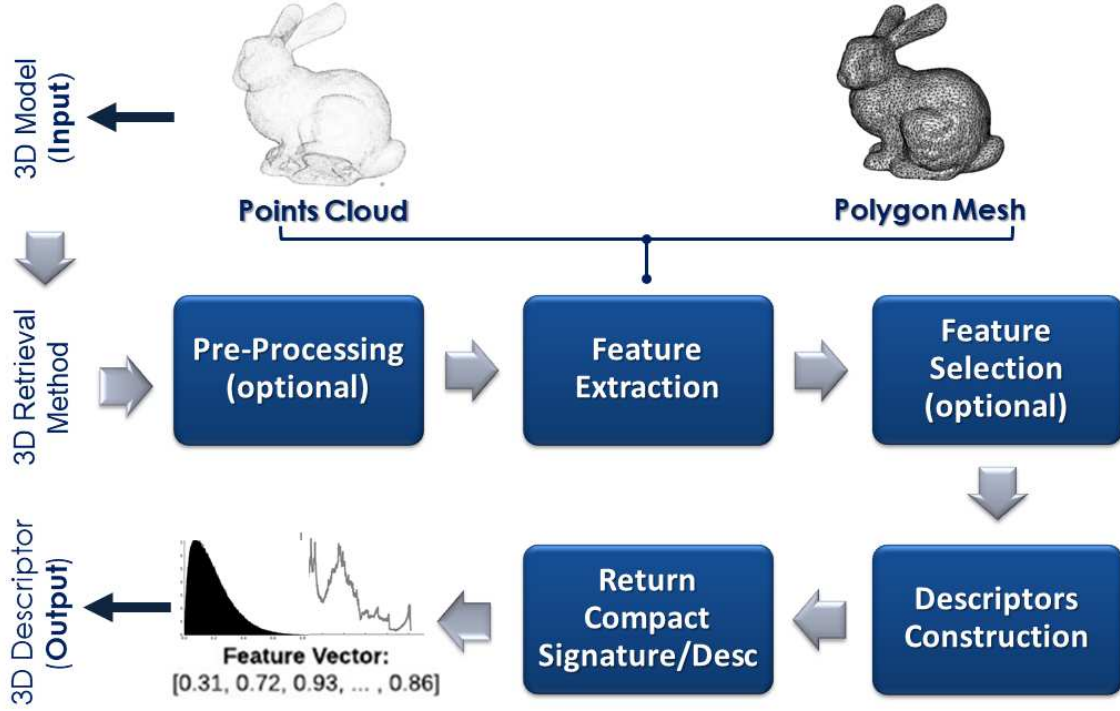 3D Model
(Input)
Points Cloud
Polygon Mesh
3D Retrieval
Method
Pre-Processing
(optional)
Feature
Extraction
Feature
Selection
(optional)
3D Descriptor
(Output)
Feature Vector:
[0.31, 0.72, 0.93, ... , 0.86]
Return
Compact
Signature/Desc
Descriptors
Construction